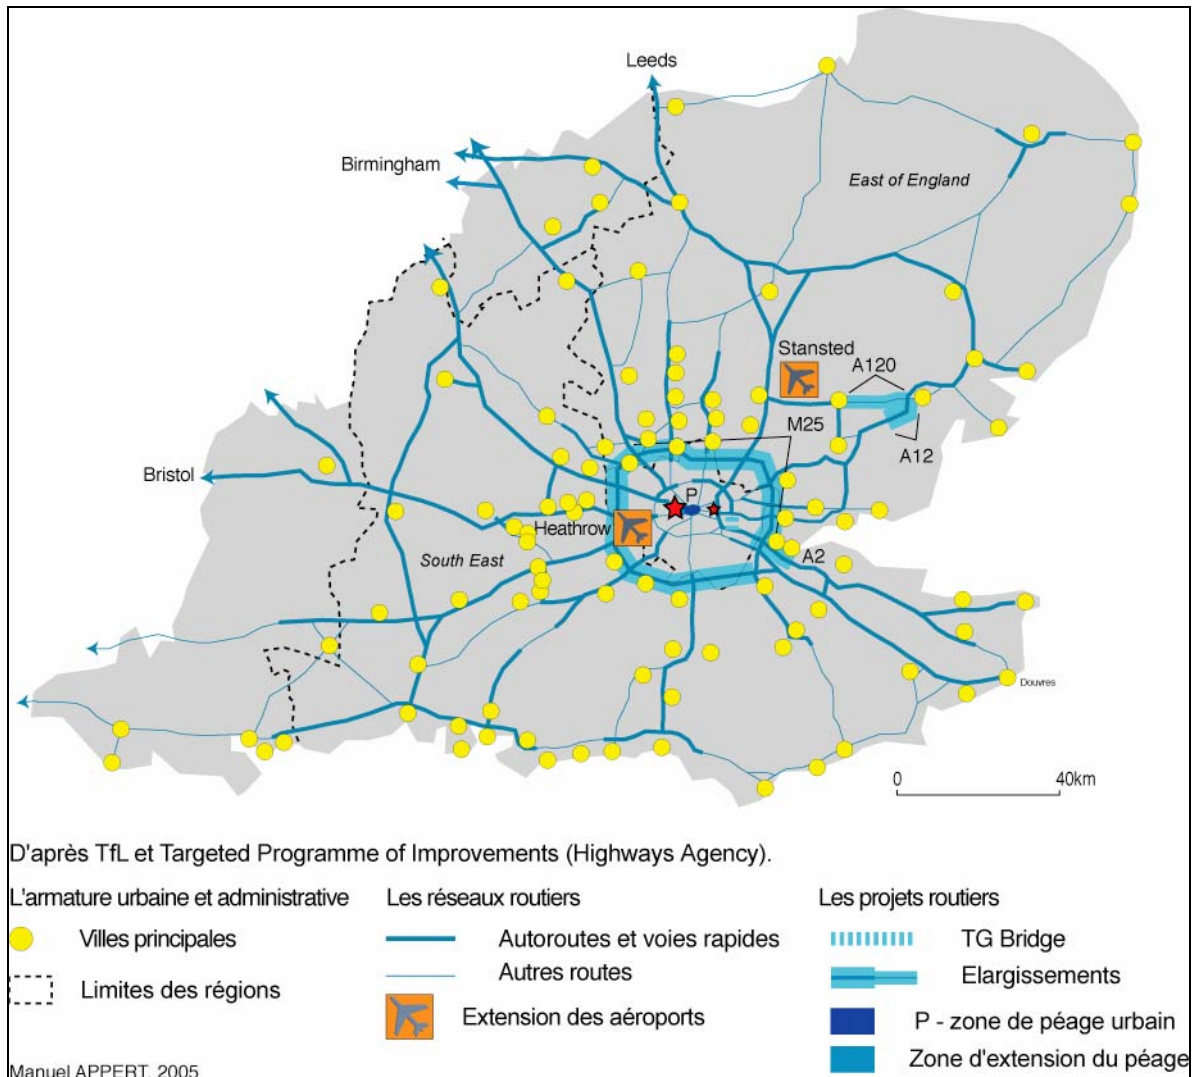 Leeds
Birmingham
East of England
Stansted
A120
M25
A12
Bristol
P
Heathrow
South East
A2
Douvres
0 40km
D'après TfL et Targeted Programme of Improvements (Highways Agency).
L'armature urbaine et administrative
Villes principales
Limites des régions
Les réseaux routiers
Autoroutes et voies rapides
Autres routes
Extension des aéroports
Les projets routiers
TG Bridge
Elargissements
P - zone de péage urbain
Zone d'extension du péage
Manuel APPERT, 2005